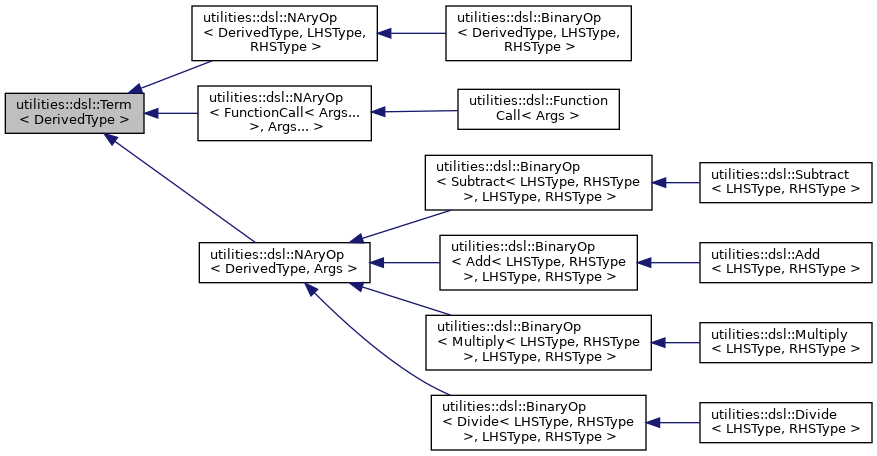 utilities::dsl::Term
< DerivedType >
utilities::dsl::NAryOp
< DerivedType, LHSType,
RHSType >
utilities::dsl::BinaryOp
< DerivedType, LHSType,
RHSType >
utilities::dsl::NAryOp
< FunctionCall< Args...
>, Args... >
utilities::dsl::Function
Call< Args >
utilities::dsl::NAryOp
< DerivedType, Args >
utilities::dsl::BinaryOp
< Subtract< LHSType, RHSType
>, LHSType, RHSType >
utilities::dsl::Subtract
< LHSType, RHSType >
utilities::dsl::BinaryOp
< Add< LHSType, RHSType
>, LHSType, RHSType >
utilities::dsl::Add
< LHSType, RHSType >
utilities::dsl::BinaryOp
< Multiply< LHSType, RHSType
>, LHSType, RHSType >
utilities::dsl::Multiply
< LHSType, RHSType >
utilities::dsl::BinaryOp
< Divide< LHSType, RHSType
>, LHSType, RHSType >
utilities::dsl::Divide
< LHSType, RHSType >